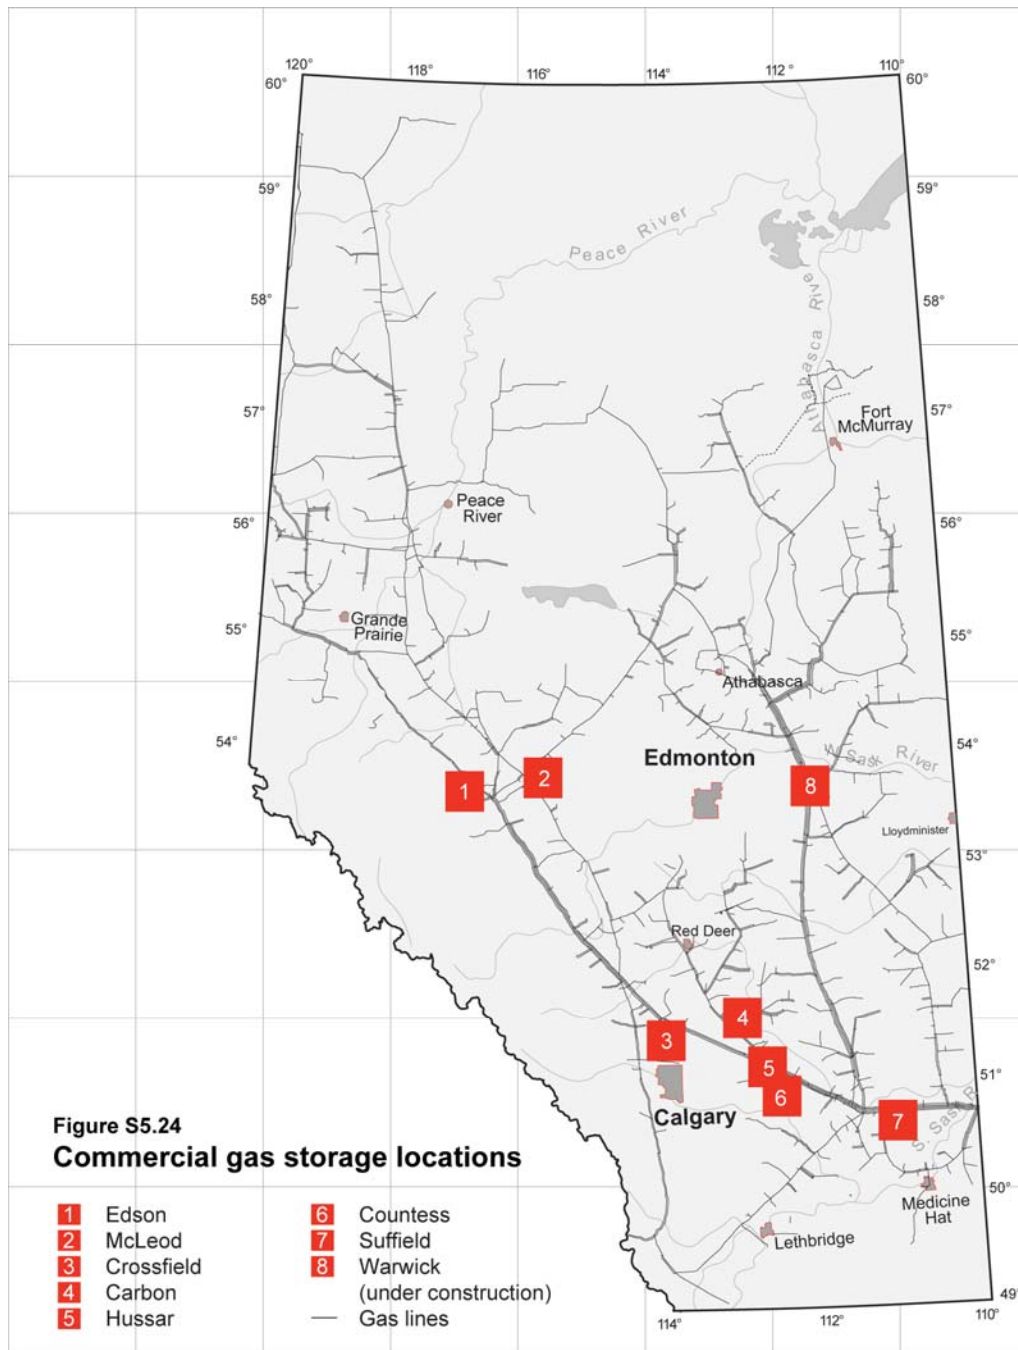 120°
118°
116°
114°
112°
110°
60°
60°
59°
59°
Peace River
58°
58°
Athabasca Rive
57°
57°
Fort
McMurray
Peace
River
56°
56°
Grande
Prairie
55°
55°
Athabasca
54°
54°
N Sask River
Edmonton
1
2
8
Lloydminister
53°
Red Deer
52°
4
3
5
51°
6
Calgary
7
S. Sask R
50°
Medicine
Hat
Lethbridge
49°
114°
112°
110°
Figure S5.24
Commercial gas storage locations
1 Edson
2 McLeod
3 Crossfield
4 Carbon
5 Hussar
6 Countess
7 Suffield
8 Warwick
(under construction)
Gas lines